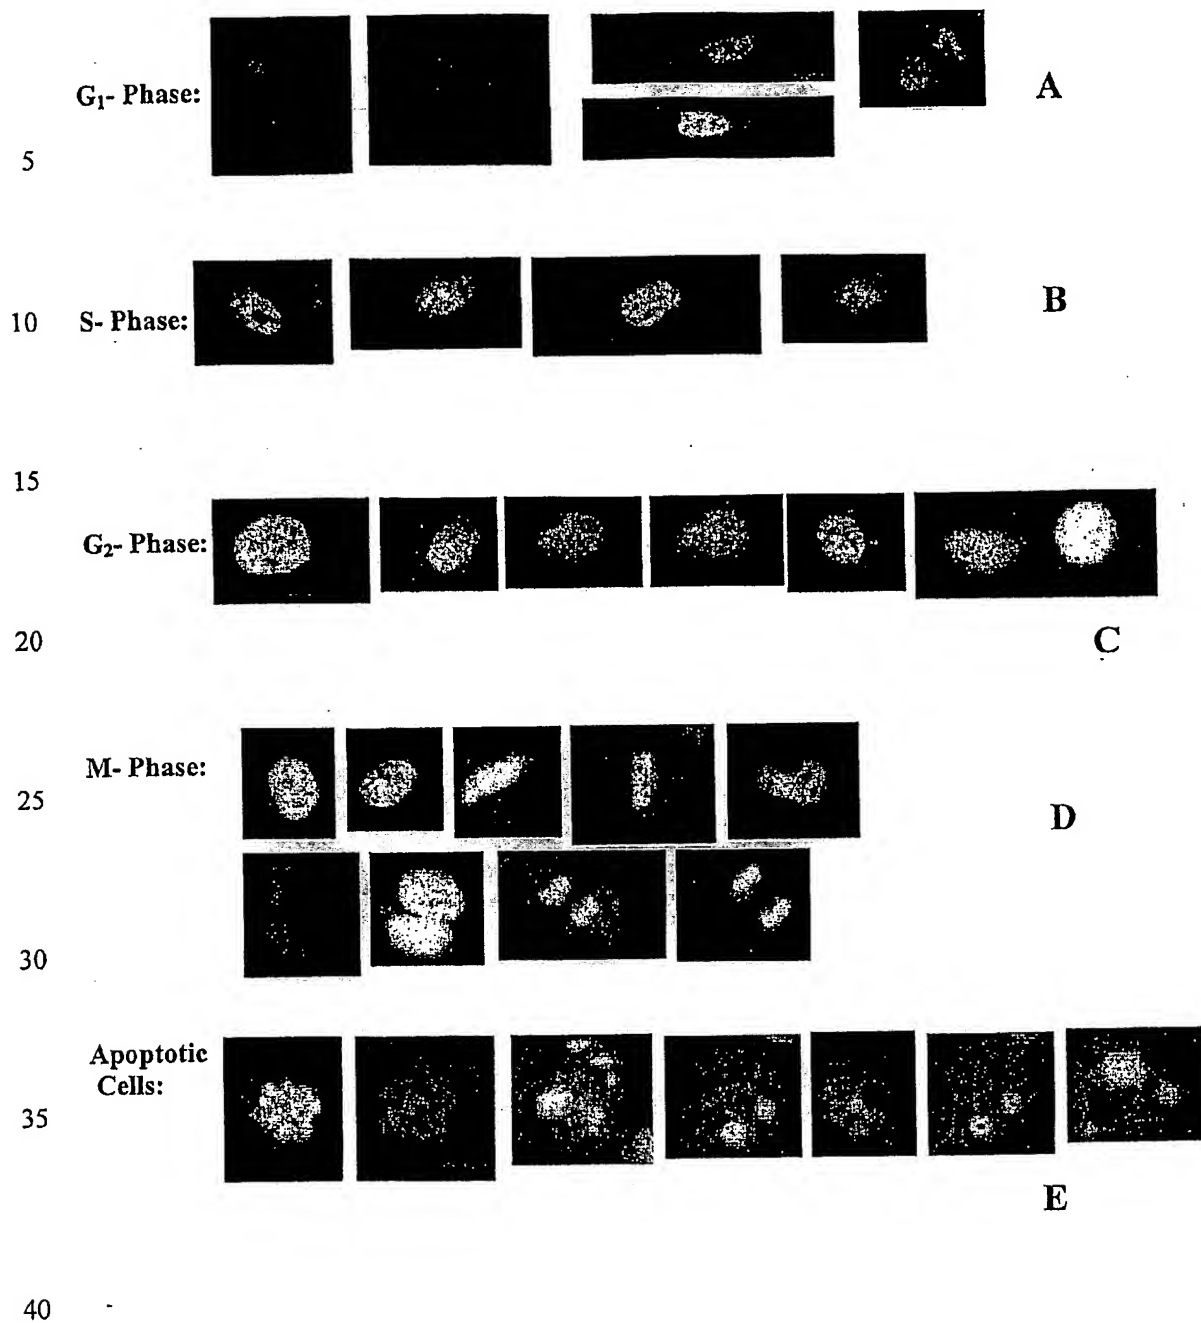 G₁- Phase:
A
5
10
S- Phase:
B
15
G₂- Phase:
20
C
M- Phase:
25
D
30
Apoptotic
Cells:
35
E
40